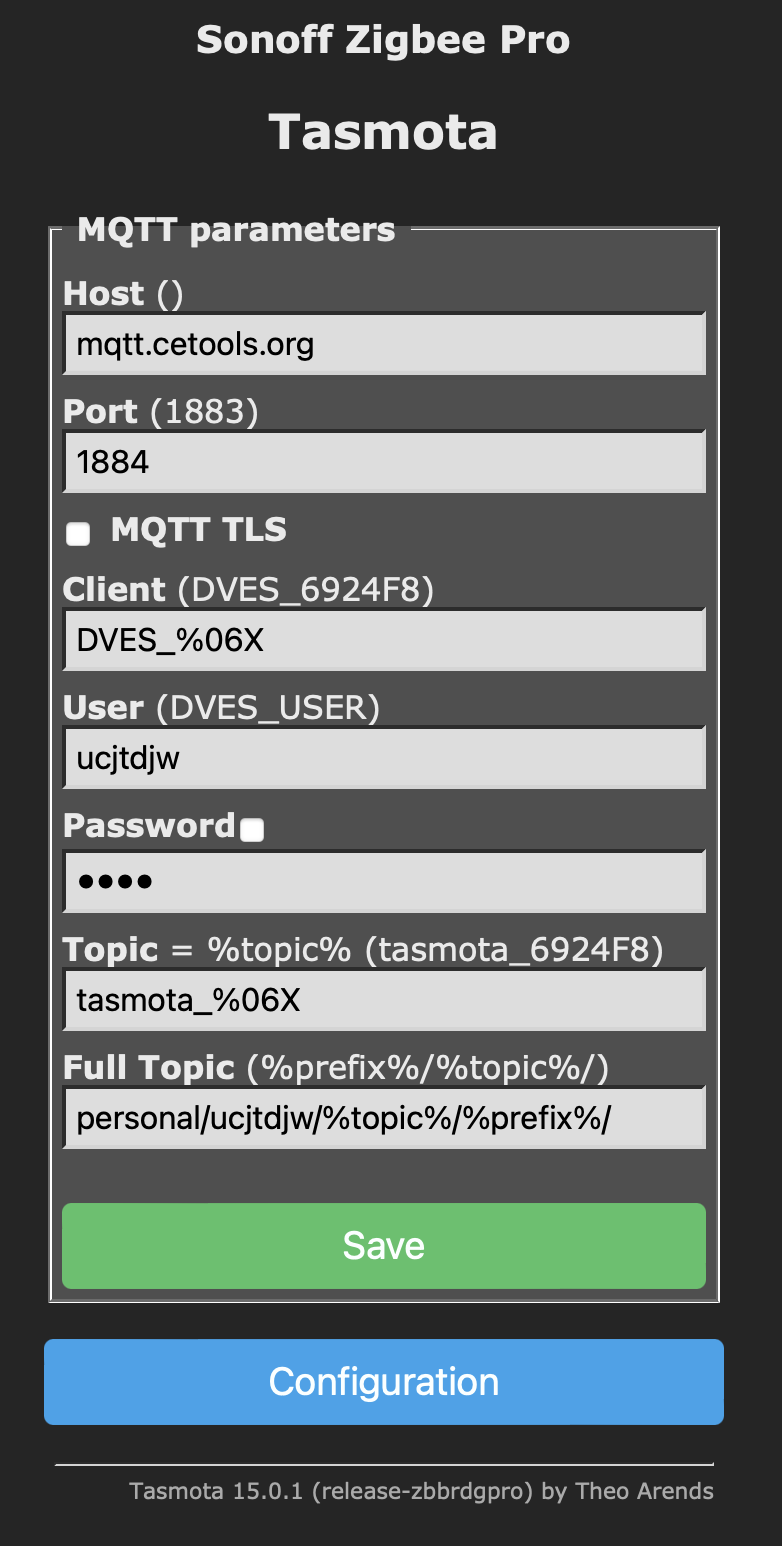 Sonoff Zigbee Pro
Tasmota
MQTT parameters
Host ()
mqtt.cetools.org
Port (1883)
1884
MQTT TLS
Client (DVES_6924F8)
DVES_%06X
User (DVES_USER)
ucjtdjw
Password
••••
Topic = %topic% (tasmota_6924F8)
tasmota_%06X
Full Topic (%prefix%/%topic%/)
personal/ucjtdjw/%topic%/%prefix%/
Save
Configuration
Tasmota 15.0.1 (release-zbbrdgpro) by Theo Arends